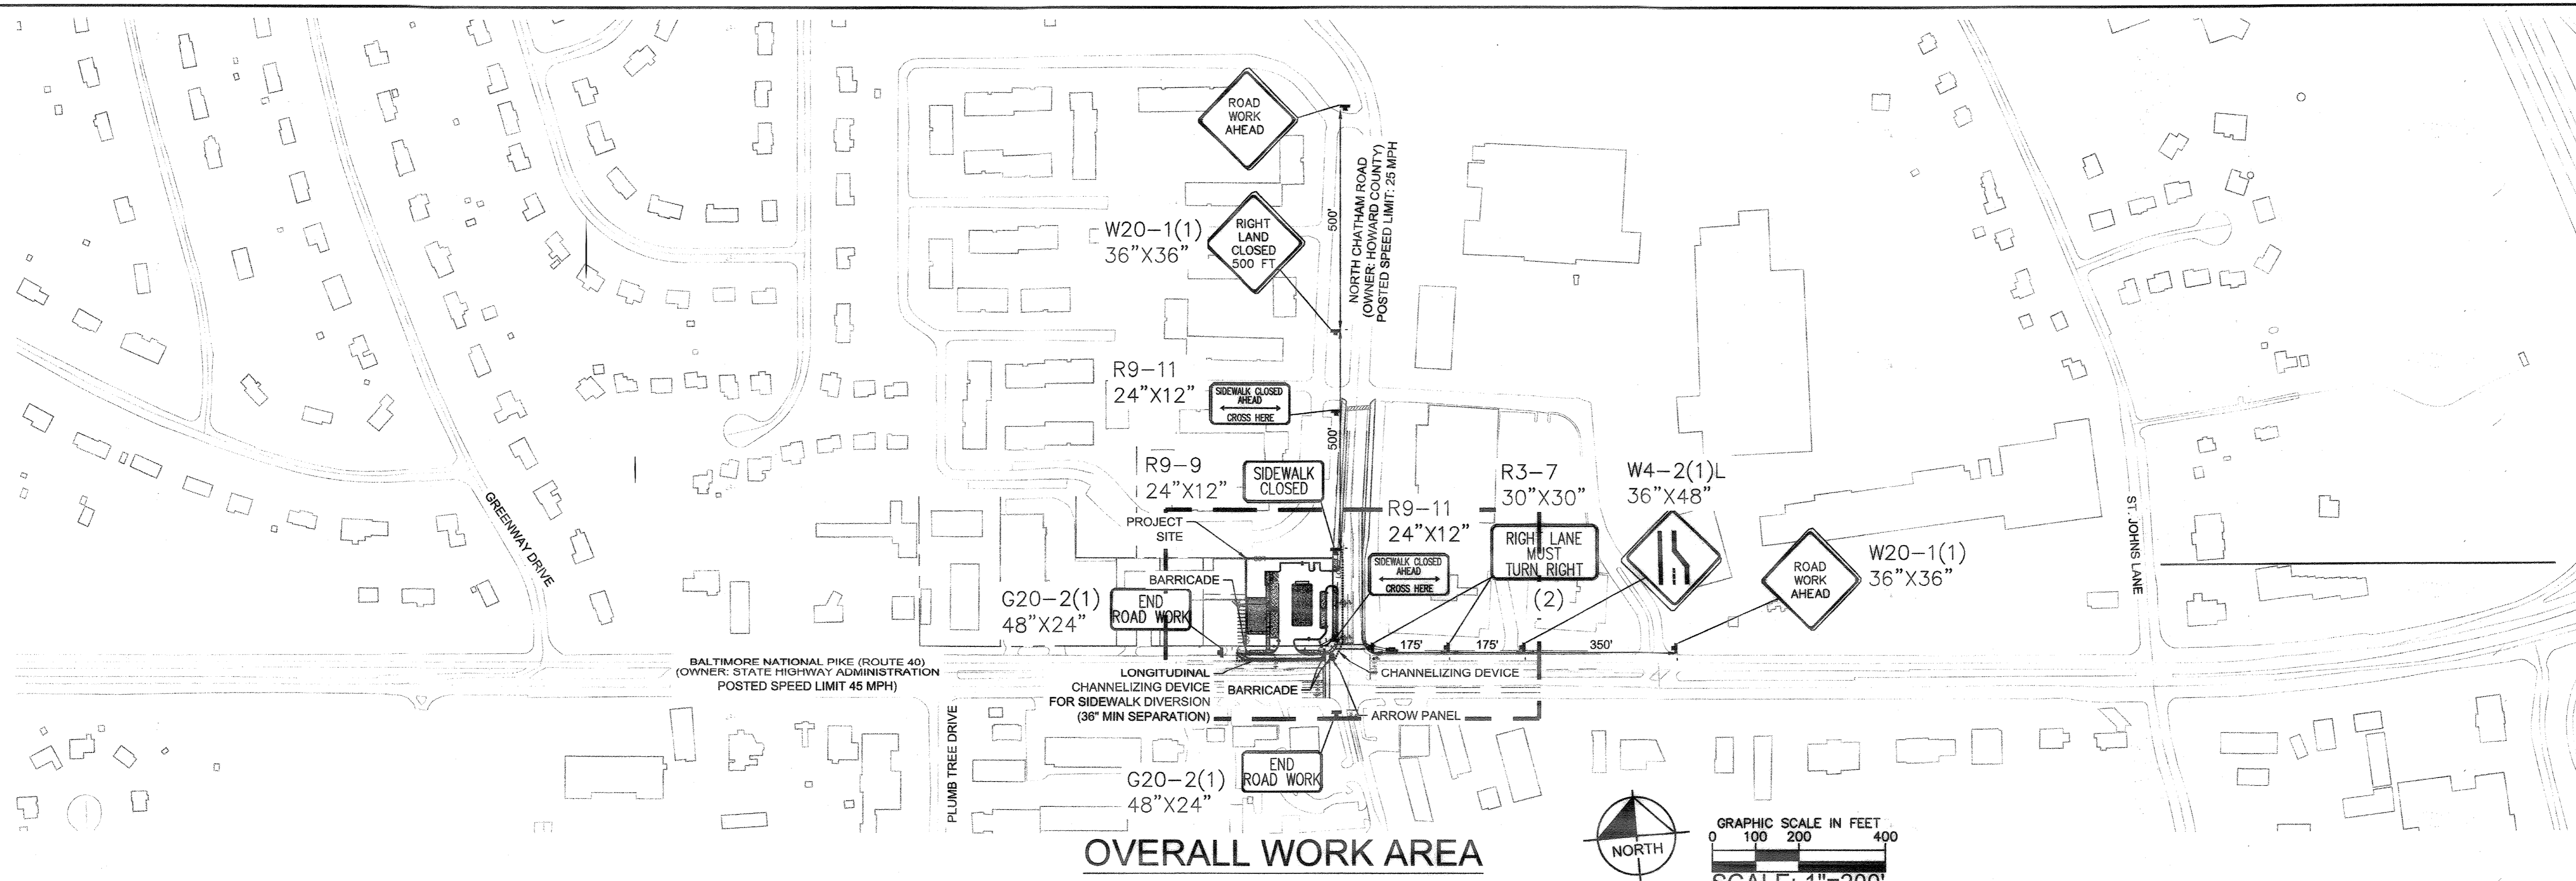 ROAD
WORK
AHEAD
W20-1(1)
36"X36"
RIGHT
LAND
CLOSED
500 FT
500'
NORTH CHATHAM ROAD
(OWNER: HOWARD COUNTY)
POSTED SPEED LIMIT: 25 MPH
R9-11
24"X12"
SIDEWALK CLOSED
AHEAD
CROSS HERE
500'
R9-9
24"X12"
SIDEWALK
CLOSED
R9-11
24"X12"
SIDEWALK CLOSED
AHEAD
CROSS HERE
R3-7
30"X30"
RIGHT LANE
MUST
TURN RIGHT
(2)
W4-2(1)L
36"X48"
ROAD
WORK
AHEAD
W20-1(1)
36"X36"
PROJECT
SITE
BARRICADE
G20-2(1)
48"X24"
END
ROAD WORK
175'
175'
350'
GREENWAY DRIVE
ST. JOHNS LANE
BALTIMORE NATIONAL PIKE (ROUTE 40)
(OWNER: STATE HIGHWAY ADMINISTRATION
POSTED SPEED LIMIT 45 MPH)
LONGITUDINAL
CHANNELIZING DEVICE
FOR SIDEWALK DIVERSION
(36" MIN SEPARATION)
BARRICADE
CHANNELIZING DEVICE
ARROW PANEL
PLUMB TREE DRIVE
G20-2(1)
48"X24"
END
ROAD WORK
OVERALL WORK AREA
NORTH
GRAPHIC SCALE IN FEET
0 100 200 400
SCALE: 1"=200'